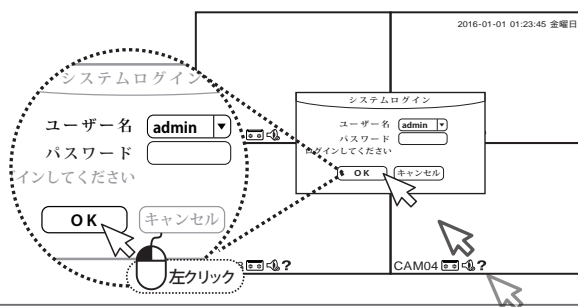 2016-01-01 01:23:45 金曜日
システムログイン
ユーザー名 admin
パスワード
インしてください
OK キャンセル
左クリック
システムログイン
ユーザー名 admin
パスワード
ログインしてください
OK キャンセル
?
CAM04 ?